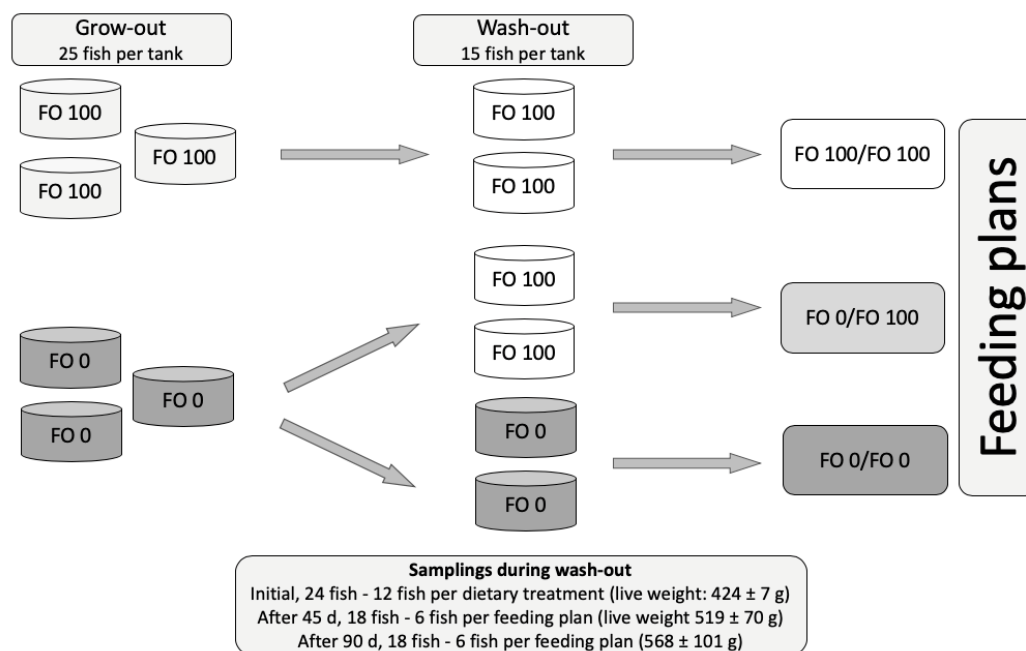 Grow-out
25 fish per tank
Wash-out
15 fish per tank
FO 100
FO 100
FO 100
FO 100
FO 100
FO 100/FO 100
FO 100
FO 100
FO 0/FO 100
FO 0
FO 0
FO 0
FO 0
FO 0
FO 0/FO 0
Feeding plans
Samplings during wash-out
Initial, 24 fish - 12 fish per dietary treatment (live weight: 424 ± 7 g)
After 45 d, 18 fish - 6 fish per feeding plan (live weight 519 ± 70 g)
After 90 d, 18 fish - 6 fish per feeding plan (568 ± 101 g)